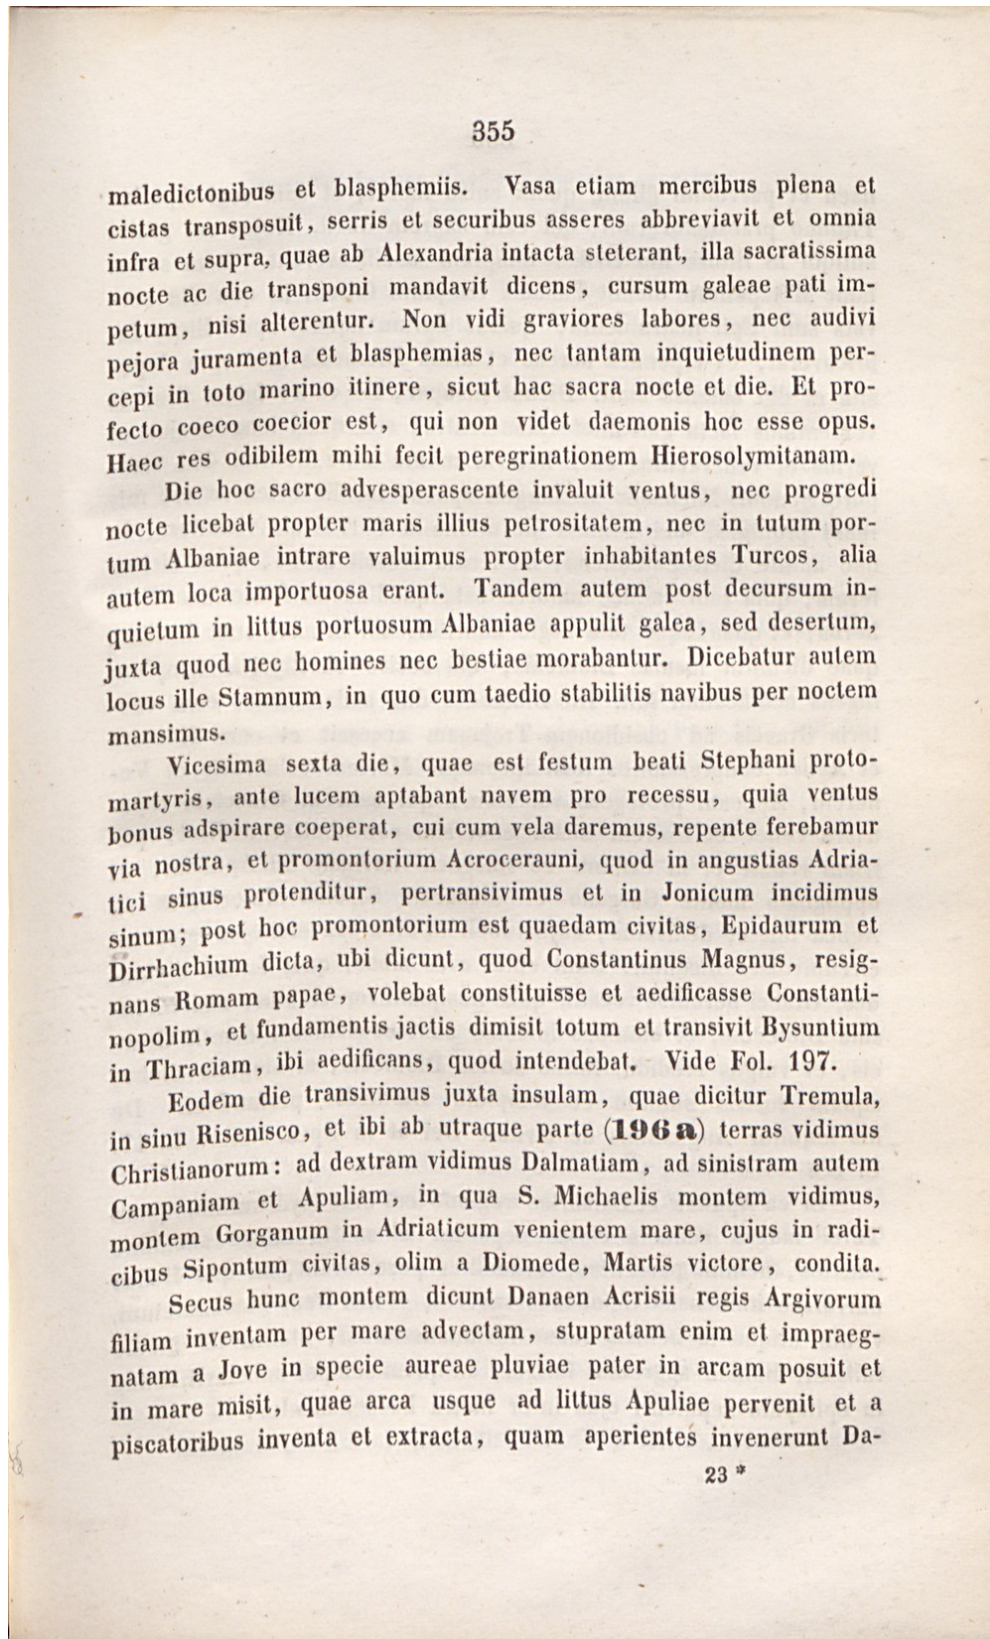 355
maledictonibus et blasphemiis. Vasa etiam mercibus plena et
cistas transposuit, serris et securibus asseres abbreviavit et omnia
infra et supra, quae ab Alexandria intacta steterant, illa sacratissima
nocte ac die transponi mandavit dicens, cursum galeae pati im-
petum, nisi alterentur. Non vidi graviores labores, nec audivi
pejora juramenta et blasphemias, nec tantam inquietudinem per-
cepi in toto marino itinere, sicut hac sacra nocte et die. Et pro-
fecto coeco coecior est, qui non videt daemonis hoc esse opus.
Haec res odibilem mihi fecit peregrinationem Hierosolymitanam.
Die hoc sacro advesperascente invaluit ventus, nec progredi
nocte licebat propter maris illius petrositatem, nec in tutum por-
tum Albaniae intrare valuimus propter inhabitantes Turcos, alia
autem loca importuosa erant. Tandem autem post decursum in-
quietum in littus portuosum Albaniae appulit galea, sed desertum,
juxta quod nec homines nec bestiae morabantur. Dicebatur autem
locus ille Stamnum, in quo cum taedio stabilitis navibus per noctem
mansimus.
Vicesima sexta die, quae est festum beati Stephani proto-
martyris, ante lucem aptabant navem pro recessu, quia ventus
bonus adspirare coeperat, cui cum vela daremus, repente ferebamur
via nostra, et promontorium Acrocerauni, quod in angustias Adria-
tici sinus protenditur, pertransivimus et in Jonicum incidimus
sinum; post hoc promontorium est quaedam civitas, Epidaurum et
Dirrhachium dicta, ubi dicunt, quod Constantinus Magnus, resig-
nans Romam papae, volebat constituisse et aedificasse Constanti-
nopolim, et fundamentis jactis dimisit totum et transivit Bysuntium
in Thraciam, ibi aedificans, quod intendebat. Vide Fol. 197.
Eodem die transivimus juxta insulam, quae dicitur Tremula,
in sinu Risenisco, et ibi ab utraque parte (196 a) terras vidimus
Christianorum: ad dextram vidimus Dalmatiam, ad sinistram autem
Campaniam et Apuliam, in qua S. Michaelis montem vidimus,
montem Gorganum in Adriaticum venientem mare, cujus in radi-
cibus Sipontum civitas, olim a Diomede, Martis victore, condita.
Secus hunc montem dicunt Danaen Acrisii regis Argivorum
filiam inventam per mare advectam, stupratam enim et impraeg-
natam a Jove in specie aureae pluviae pater in arcam posuit et
in mare misit, quae arca usque ad littus Apuliae pervenit et a
piscatoribus inventa et extracta, quam aperientes invenerunt Da-
23 *